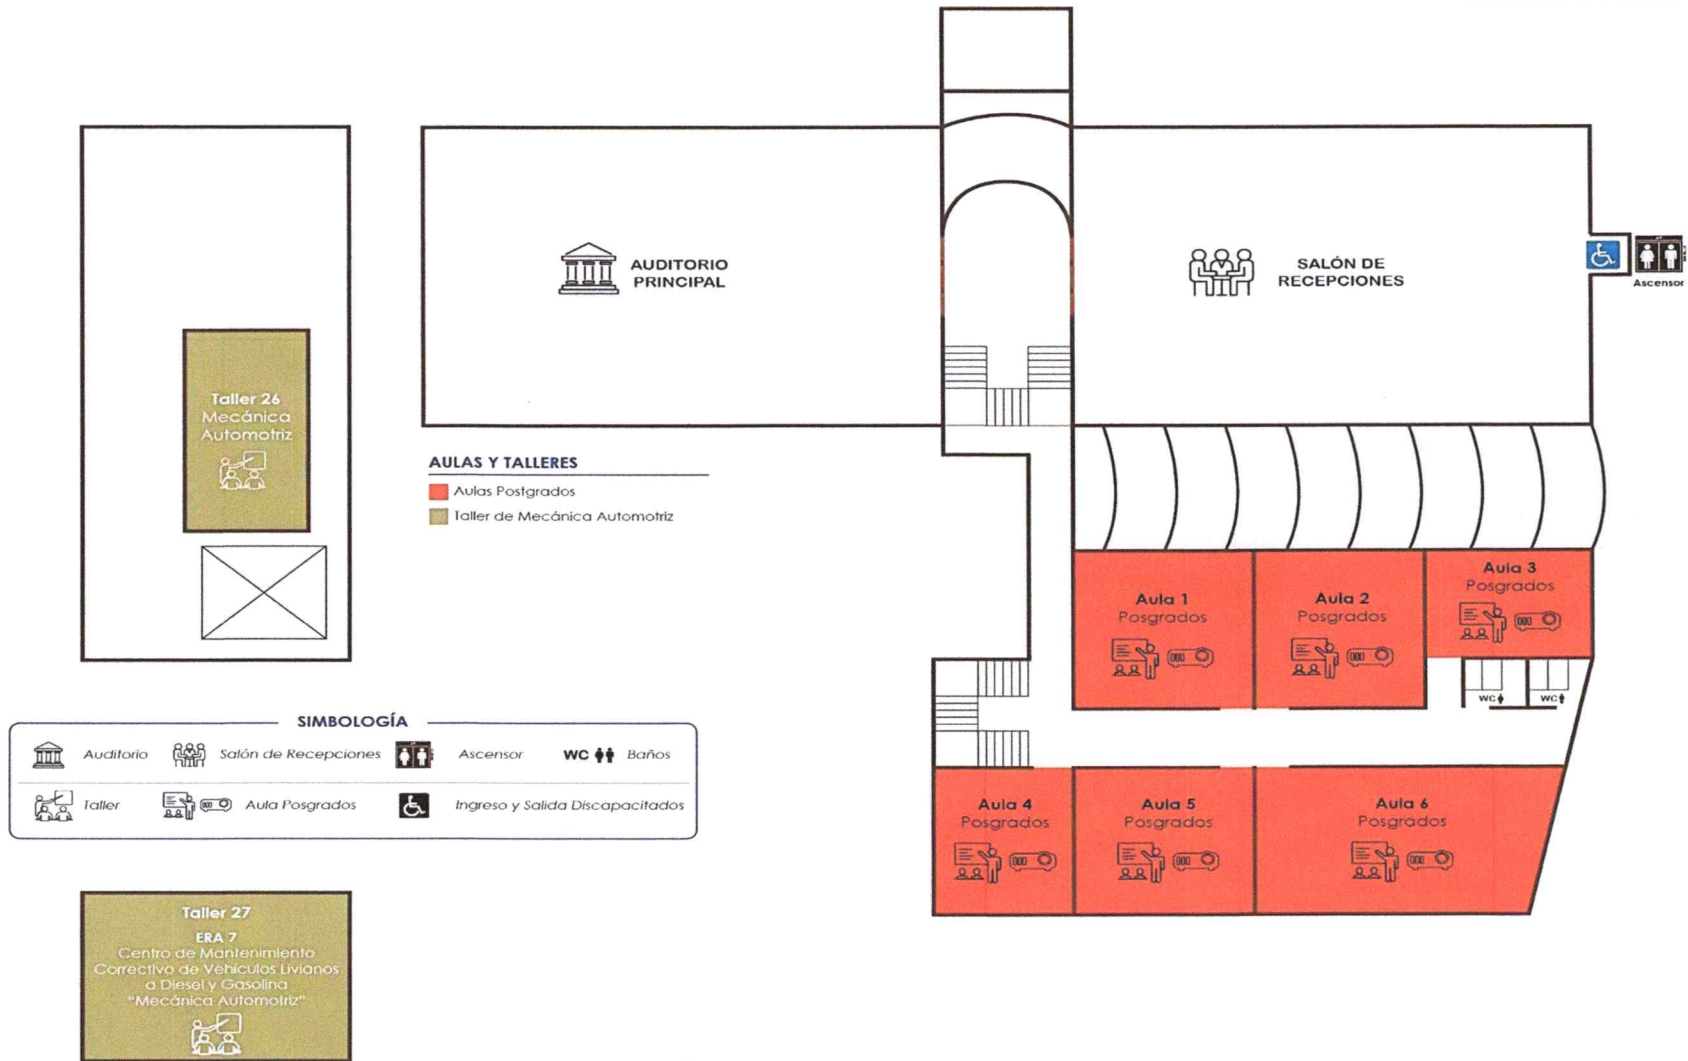 AUDITORIO
PRINCIPAL
SALÓN DE
RECEPCIONES
Ascensor
Taller 26
Mecánica
Automotriz
AULAS Y TALLERES
Aulas Postgrados
Taller de Mecánica Automotriz
Aula 1
Posgrados
Aula 2
Posgrados
Aula 3
Posgrados
WC
WC
SIMBOLOGÍA
Auditorio
Salón de Recepciones
Ascensor
WC
Baños
Taller
Aula Posgrados
Ingreso y Salida Discapacitados
Aula 4
Posgrados
Aula 5
Posgrados
Aula 6
Posgrados
Taller 27
ERA 7
Centro de Mantenimiento
Correctivo de Vehículos Livianos
a Diesel y Gasolina
"Mecánica Automotriz"